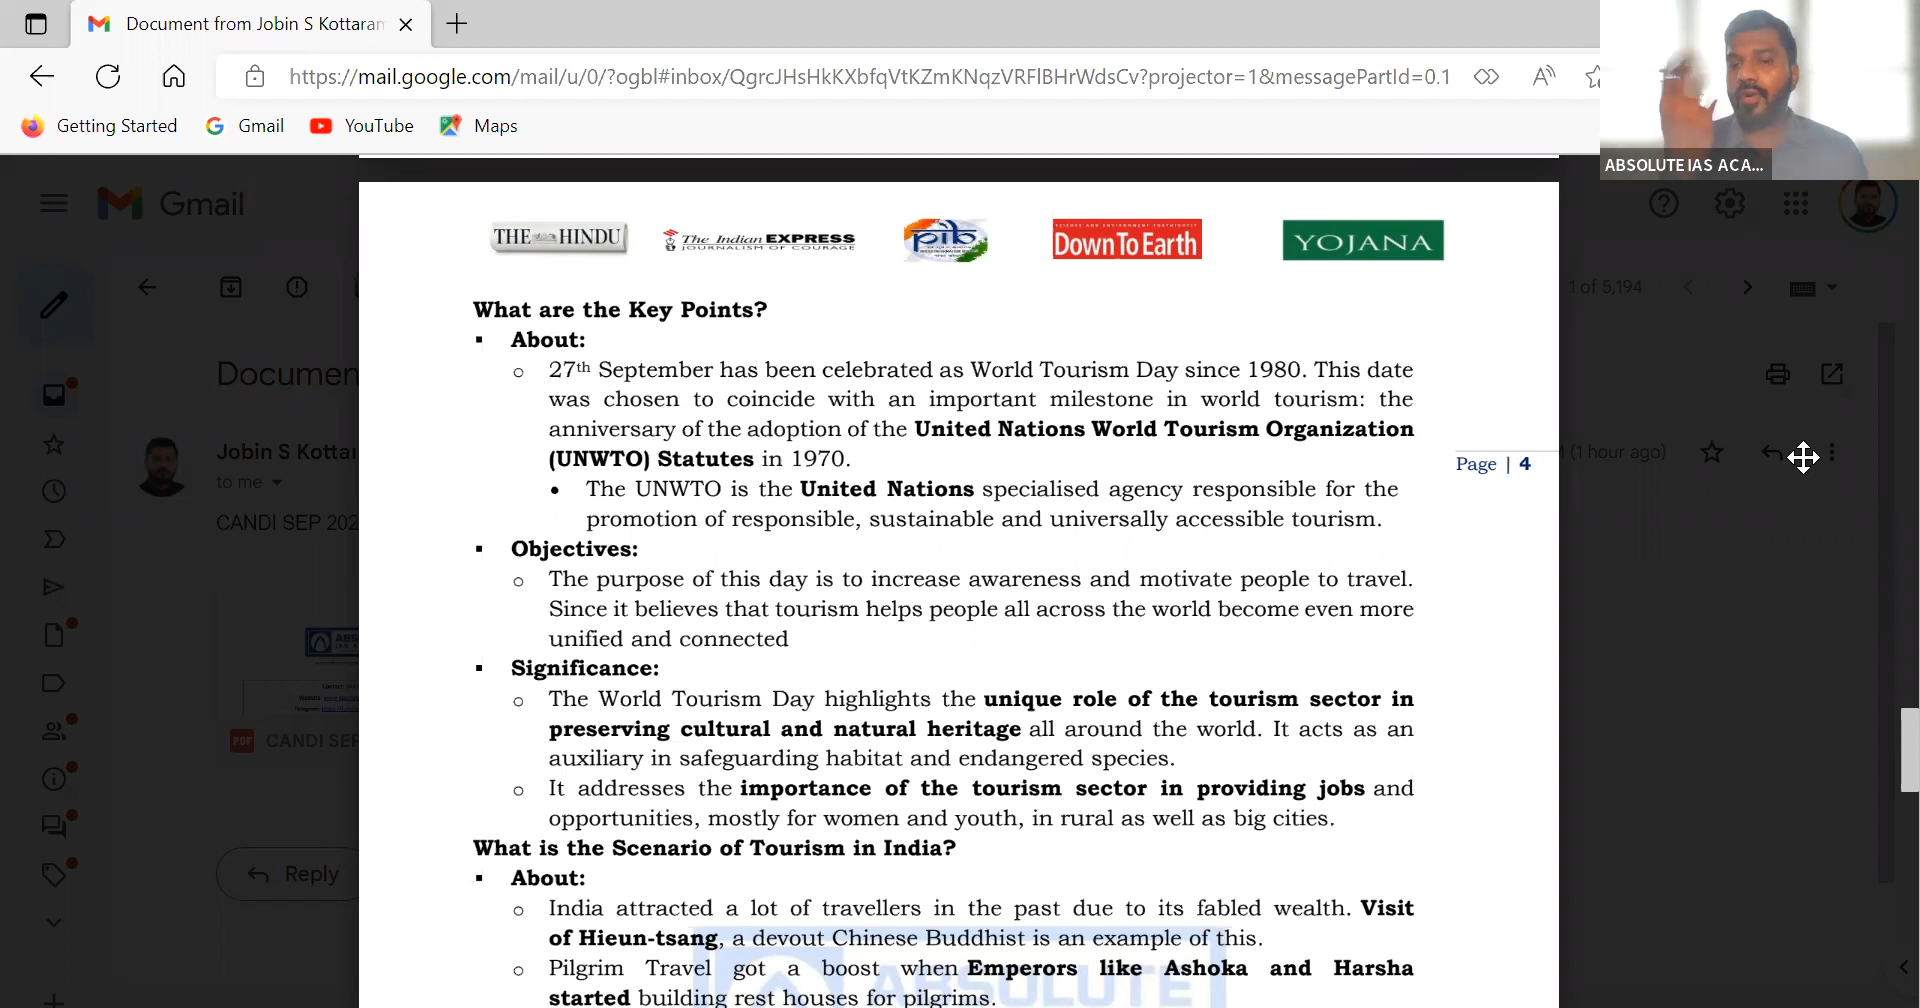 Document from Jobin S Kottaram
https://mail.google.com/mail/u/0/?ogbl#inbox/QgrcJHsHkKXbfqVtKZmKNqzVRFlBHrWdsCv?projector=1&messagePartId=0.1
Getting Started Gmail YouTube Maps
ABSOLUTE IAS ACA...
Gmail
THE HINDU The Indian EXPRESS pib Down To Earth YOJANA
JOURNALISM OF COURAGE
1 of 5,194
What are the Key Points?
▪ About:
o 27th September has been celebrated as World Tourism Day since 1980. This date
was chosen to coincide with an important milestone in world tourism: the
anniversary of the adoption of the United Nations World Tourism Organization
(UNWTO) Statutes in 1970.
Page | 4
• The UNWTO is the United Nations specialised agency responsible for the
promotion of responsible, sustainable and universally accessible tourism.
▪ Objectives:
o The purpose of this day is to increase awareness and motivate people to travel.
Since it believes that tourism helps people all across the world become even more
unified and connected
▪ Significance:
o The World Tourism Day highlights the unique role of the tourism sector in
preserving cultural and natural heritage all around the world. It acts as an
auxiliary in safeguarding habitat and endangered species.
o It addresses the importance of the tourism sector in providing jobs and
opportunities, mostly for women and youth, in rural as well as big cities.
What is the Scenario of Tourism in India?
▪ About:
o India attracted a lot of travellers in the past due to its fabled wealth. Visit
of Hieun-tsang, a devout Chinese Buddhist is an example of this.
o Pilgrim Travel got a boost when Emperors like Ashoka and Harsha
started building rest houses for pilgrims.
ABSOLUTE
Documen
Jobin S Kotta
(1 hour ago)
to me
CANDI SEP 202
PDF CANDI SEP
Reply